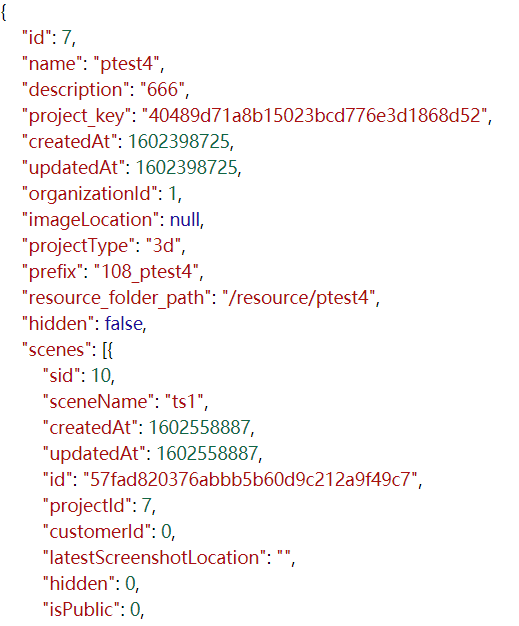 {
"id": 7,
"name": "ptest4",
"description": "666",
"project_key": "40489d71a8b15023bcd776e3d1868d52",
"createdAt": 1602398725,
"updatedAt": 1602398725,
"organizationId": 1,
"imageLocation": null,
"projectType": "3d",
"prefix": "108_ptest4",
"resource_folder_path": "/resource/ptest4",
"hidden": false,
"scenes": [{
"sid": 10,
"sceneName": "ts1",
"createdAt": 1602558887,
"updatedAt": 1602558887,
"id": "57fad820376abbb5b60d9c212a9f49c7",
"projectId": 7,
"customerId": 0,
"latestScreenshotLocation": "",
"hidden": 0,
"isPublic": 0,